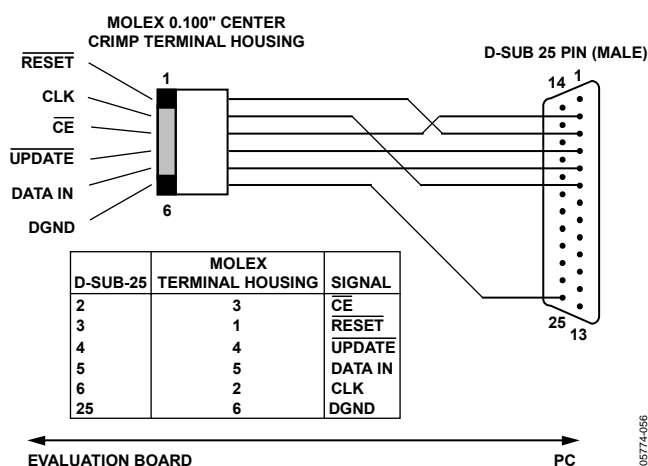 MOLEX 0.100" CENTER
CRIMP TERMINAL HOUSING
D-SUB 25 PIN (MALE)
RESET
CLK
CE
UPDATE
DATA IN
DGND
1
6
14 1
25 13
D-SUB-25 MOLEX TERMINAL HOUSING SIGNAL
2 3 CE
3 1 RESET
4 4 UPDATE
5 5 DATA IN
6 2 CLK
25 6 DGND
EVALUATION BOARD PC
05774-056